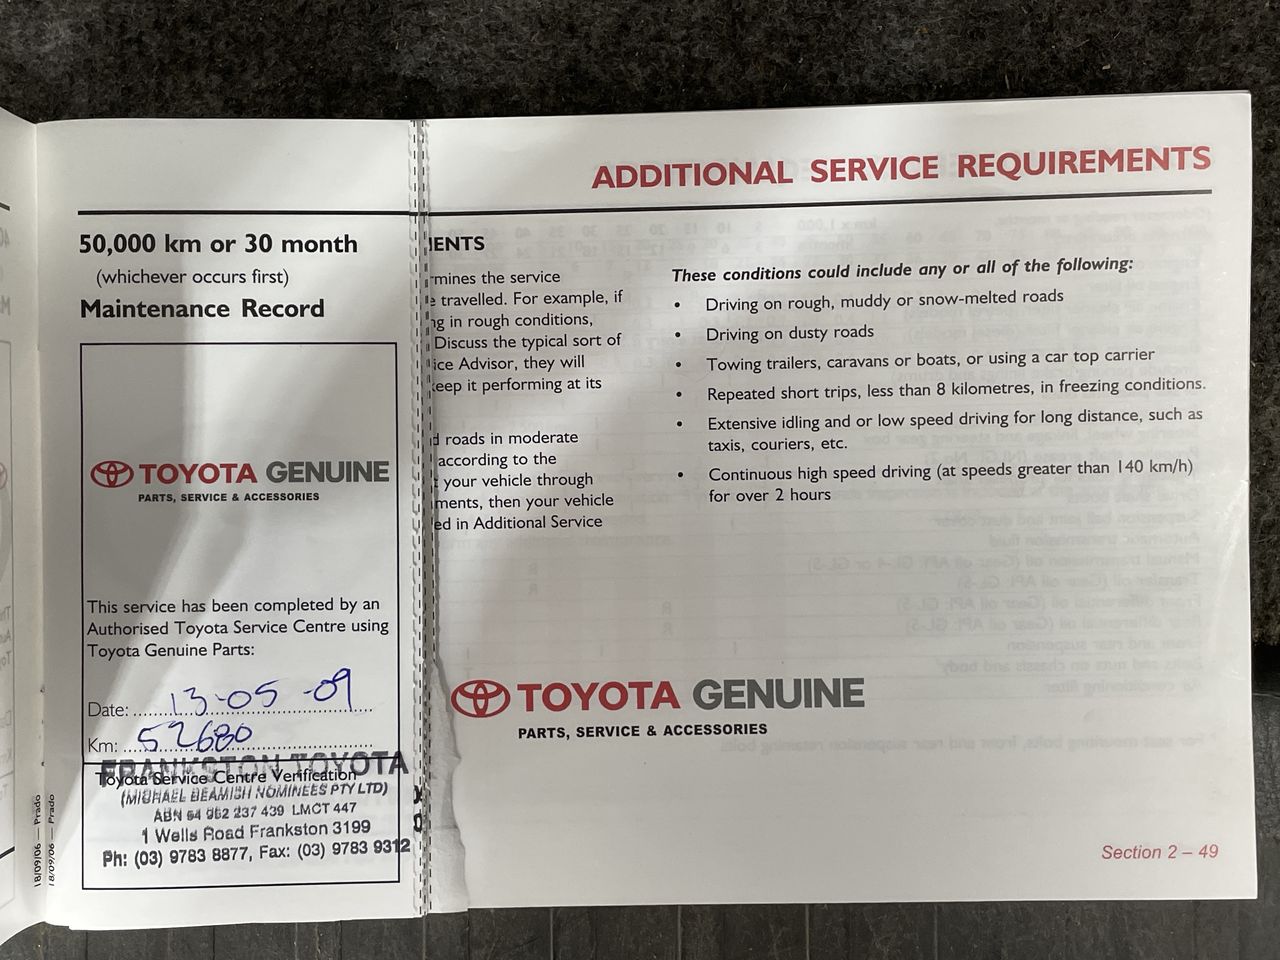 ADDITIONAL SERVICE REQUIREMENTS
50,000 km or 30 month
(whichever occurs first)
Maintenance Record
TOYOTA GENUINE
PARTS, SERVICE & ACCESSORIES
This service has been completed by an
Authorised Toyota Service Centre using
Toyota Genuine Parts:
Date: 13-05-09
Km: 52680
FRANKSTON TOYOTA
Toyota Service Centre Verification
(MICHAEL BEAMISH NOMINEES PTY LTD)
ABN 64 962 237 439 LMCT 447
1 Wells Road Frankston 3199
Ph: (03) 9783 8877, Fax: (03) 9783 9312
18/09/06 — Prado
18/09/06 — Prado
MENTS
rmines the service
travelled. For example, if
g in rough conditions,
Discuss the typical sort of
ice Advisor, they will
eep it performing at its
d roads in moderate
according to the
your vehicle through
ments, then your vehicle
ed in Additional Service
These conditions could include any or all of the following:
• Driving on rough, muddy or snow-melted roads
• Driving on dusty roads
• Towing trailers, caravans or boats, or using a car top carrier
• Repeated short trips, less than 8 kilometres, in freezing conditions.
• Extensive idling and or low speed driving for long distance, such as
taxis, couriers, etc.
• Continuous high speed driving (at speeds greater than 140 km/h)
for over 2 hours
TOYOTA GENUINE
PARTS, SERVICE & ACCESSORIES
Section 2 – 49